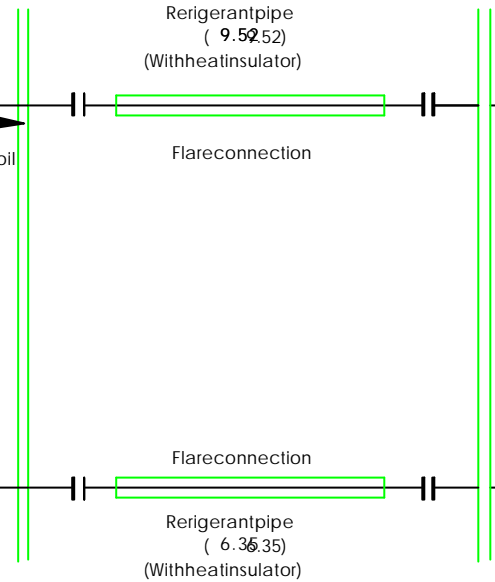 Rerigerantpipe
( 9.52)
(Withheatinsulator)
Flareconnection
oil
Flareconnection
Rerigerantpipe
( 6.35)
(Withheatinsulator)